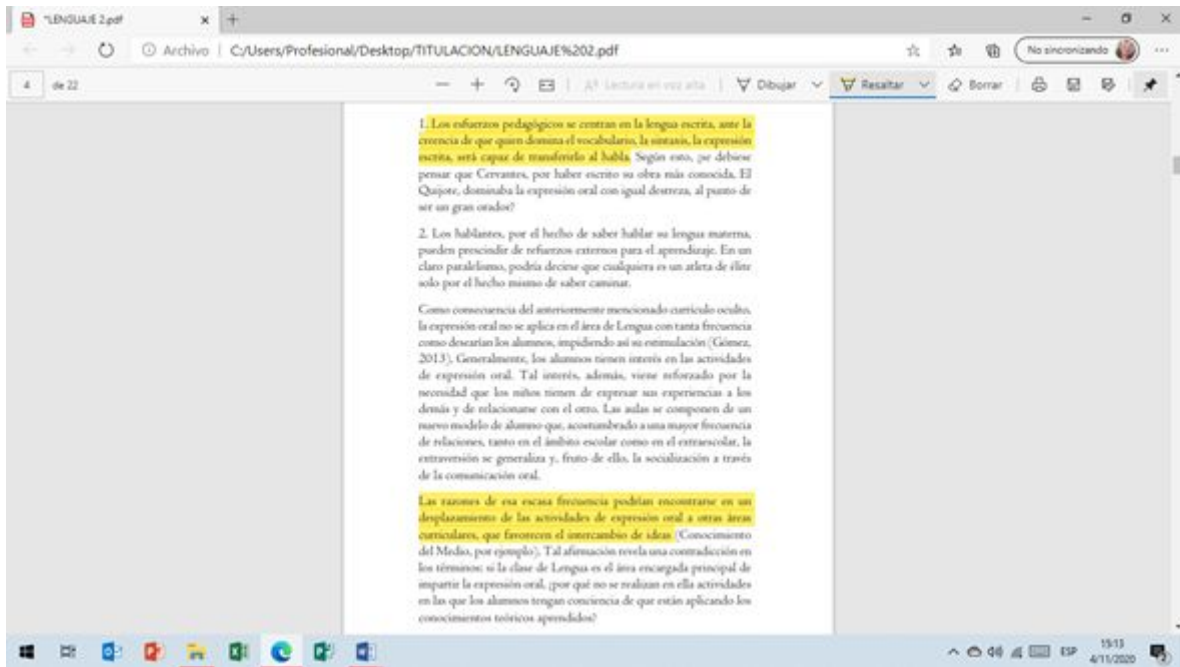 *LENGUAJE 2.pdf
Archivo | C:/Users/Profesional/Desktop/TITULACION/LENGUAJE%202.pdf
No sincronizando
4 de 22
Lectura en voz alta
Dibujar
Resaltar
Borrar
1. Los esfuerzos pedagógicos se centran en la lengua escrita, ante la
creencia de que quien domina el vocabulario, la sintaxis, la expresión
escrita, será capaz de transferirlo al habla. Según esto, ¿se debiese
pensar que Cervantes, por haber escrito su obra más conocida, El
Quijote, dominaba la expresión oral con igual destreza, al punto de
ser un gran orador?
2. Los hablantes, por el hecho de saber hablar su lengua materna,
pueden prescindir de refuerzos externos para el aprendizaje. En un
claro paralelismo, podría decirse que cualquiera es un atleta de élite
solo por el hecho mismo de saber caminar.
Como consecuencia del anteriormente mencionado currículo oculto,
la expresión oral no se aplica en el área de Lengua con tanta frecuencia
como desearían los alumnos, impidiendo así su estimulación (Gómez,
2013). Generalmente, los alumnos tienen interés en las actividades
de expresión oral. Tal interés, además, viene reforzado por la
necesidad que los niños tienen de expresar sus experiencias a los
demás y de relacionarse con el otro. Las aulas se componen de un
nuevo modelo de alumno que, acostumbrado a una mayor frecuencia
de relaciones, tanto en el ámbito escolar como en el extraescolar, la
extraversión se generaliza y, fruto de ello, la socialización a través
de la comunicación oral.
Las razones de esa escasa frecuencia podrían encontrarse en un
desplazamiento de las actividades de expresión oral a otras áreas
curriculares, que favorecen el intercambio de ideas (Conocimiento
del Medio, por ejemplo). Tal afirmación revela una contradicción en
los términos: si la clase de Lengua es el área encargada principal de
impartir la expresión oral, ¿por qué no se realizan en ella actividades
en las que los alumnos tengan conciencia de que están aplicando los
conocimientos teóricos aprendidos?
ESP
15:13
4/11/2020